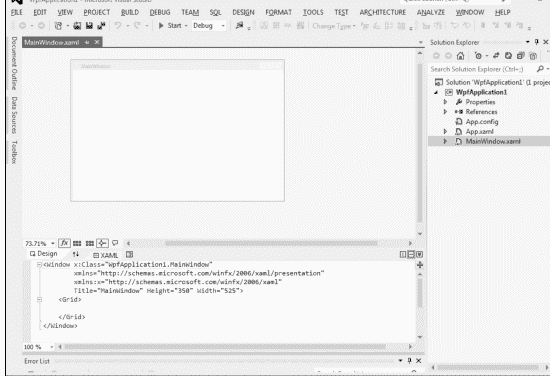 WpfApplication1 - Microsoft Visual Studio
FILE EDIT VIEW PROJECT BUILD DEBUG TEAM SQL DESIGN FORMAT TOOLS TEST ARCHITECTURE ANALYZE WINDOW HELP
Start Debug Change Type
Document Outline
Data Sources
Toolbox
MainWindow.xaml
MainWindow
73.71%
Design XAML
<Window x:Class="WpfApplication1.MainWindow"
xmlns="http://schemas.microsoft.com/winfx/2006/xaml/presentation"
xmlns:x="http://schemas.microsoft.com/winfx/2006/xaml"
Title="MainWindow" Height="350" Width="525">
<Grid>
</Grid>
</Window>
100 %
Error List
Solution Explorer
Search Solution Explorer (Ctrl+;)
Solution 'WpfApplication1' (1 projec
WpfApplication1
Properties
References
App.config
App.xaml
MainWindow.xaml